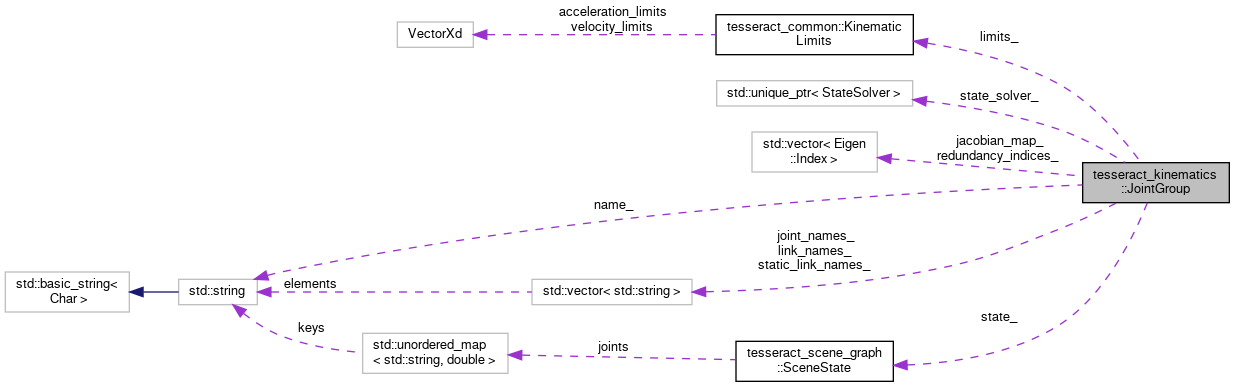 acceleration_limits
velocity_limits
VectorXd
tesseract_common::Kinematic
Limits
limits_
std::unique_ptr< StateSolver >
state_solver_
std::vector< Eigen
::Index >
jacobian_map_
redundancy_indices_
tesseract_kinematics
::JointGroup
name_
joint_names_
link_names_
static_link_names_
std::basic_string<
Char >
std::string
elements
std::vector< std::string >
keys
std::unordered_map
< std::string, double >
joints
tesseract_scene_graph
::SceneState
state_